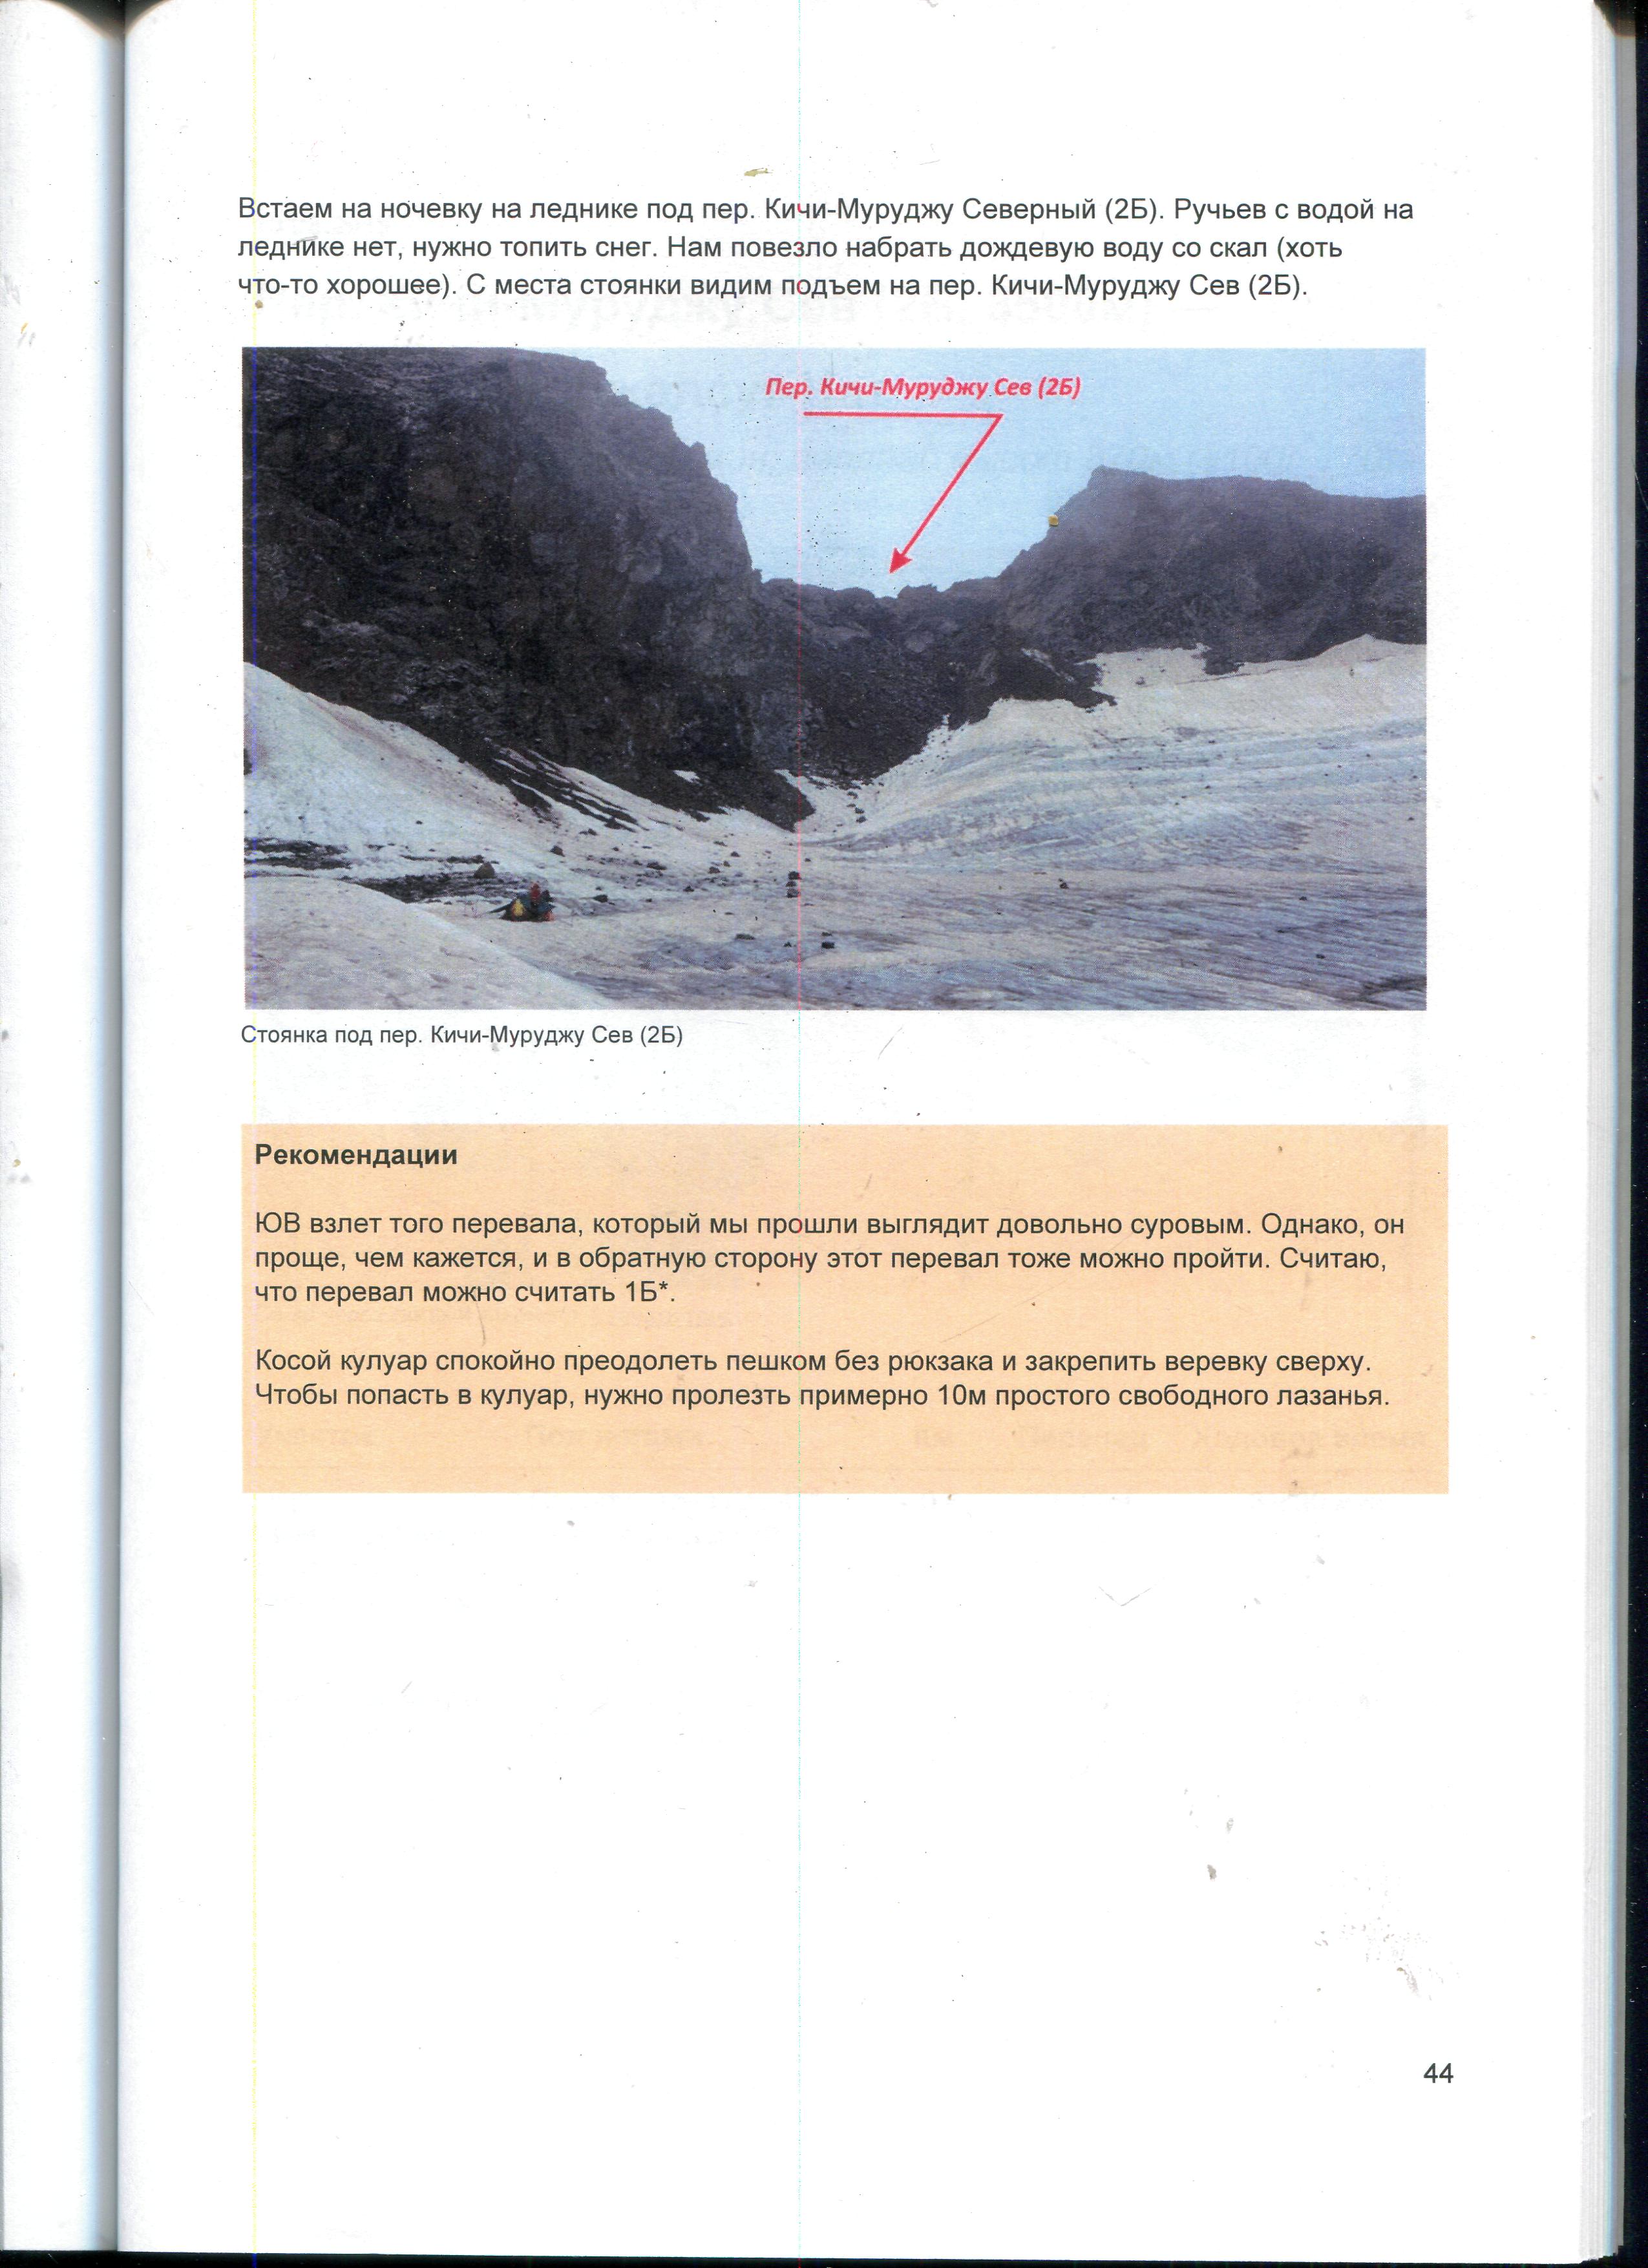 Встаем на ночевку на леднике под пер. Кичи-Муруджу Северный (2Б). Ручьев с водой на
леднике нет, нужно топить снег. Нам повезло набрать дождевую воду со скал (хоть
что-то хорошее). С места стоянки видим подъем на пер. Кичи-Муруджу Сев (2Б).
Пер. Кичи-Муруджу Сев (2Б)
Стоянка под пер. Кичи-Муруджу Сев (2Б)
Рекомендации
ЮВ взлет того перевала, который мы прошли выглядит довольно суровым. Однако, он
проще, чем кажется, и в обратную сторону этот перевал тоже можно пройти. Считаю,
что перевал можно считать 1Б*.
Косой кулуар спокойно преодолеть пешком без рюкзака и закрепить веревку сверху.
Чтобы попасть в кулуар, нужно пролезть примерно 10м простого свободного лазанья.
44